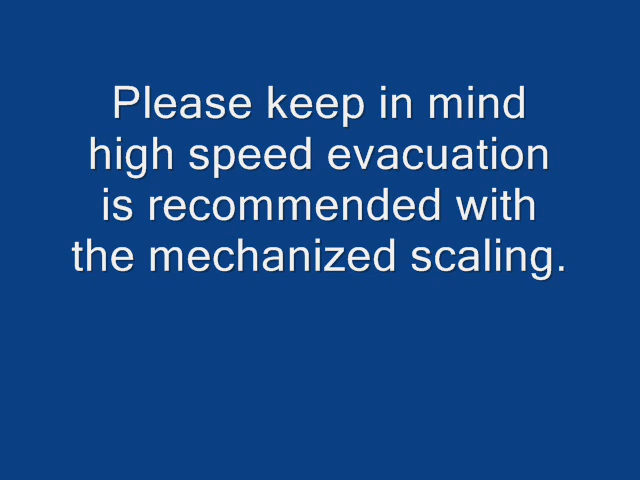 Please keep in mind
high speed evacuation
is recommended with
the mechanized scaling.